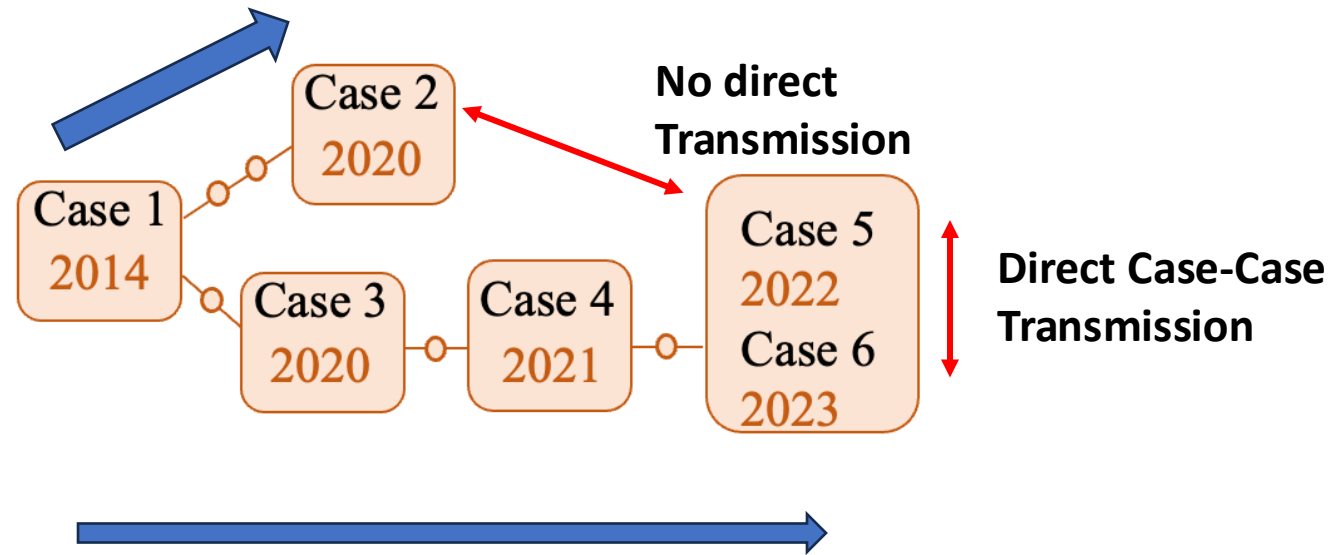 Case 2
2020
No direct
Transmission
Case 1
2014
Case 3
2020
Case 4
2021
Case 5
2022
Case 6
2023
Direct Case-Case
Transmission